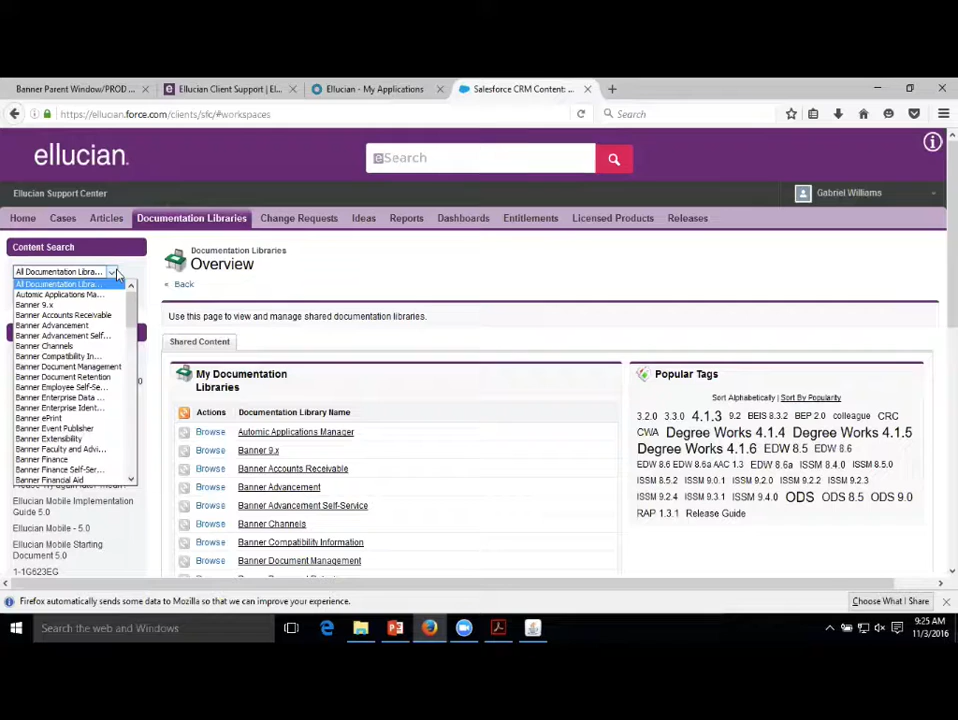 Banner Parent Window/PROD ...
Ellucian Client Support | El...
Ellucian - My Applications
Salesforce CRM Content: ...
https://ellucian.force.com/clients/sfc/#workspaces
Search
ellucian.
eSearch
Ellucian Support Center
Gabriel Williams
Home Cases Articles Documentation Libraries Change Requests Ideas Reports Dashboards Entitlements Licensed Products Releases
Content Search
All Documentation Libra...
All Documentation Libra...
Automic Applications Ma...
Banner 9.x
Banner Accounts Receivable
Banner Advancement
Banner Advancement Self...
Banner Channels
Banner Compatibility In...
Banner Document Management
Banner Document Retention
Banner Employee Self-Se...
Banner Enterprise Data ...
Banner Enterprise Ident...
Banner ePrint
Banner Event Publisher
Banner Extensibility
Banner Faculty and Advi...
Banner Finance
Banner Finance Self-Ser...
Banner Financial Aid
Ellucian Mobile Implementation
Guide 5.0
Ellucian Mobile - 5.0
Ellucian Mobile Starting
Document 5.0
1-1G623EG
Documentation Libraries
Overview
« Back
Use this page to view and manage shared documentation libraries.
Shared Content
My Documentation
Libraries
Actions Documentation Library Name
Browse Automic Applications Manager
Browse Banner 9.x
Browse Banner Accounts Receivable
Browse Banner Advancement
Browse Banner Advancement Self-Service
Browse Banner Channels
Browse Banner Compatibility Information
Browse Banner Document Management
Popular Tags
Sort Alphabetically | Sort By Popularity
3.2.0 3.3.0 4.1.3 9.2 BEIS 8.3.2 BEP 2.0 colleague CRC
CWA Degree Works 4.1.4 Degree Works 4.1.5
Degree Works 4.1.6 EDW 8.5 EDW 8.6
EDW 8.6 EDW 8.6a AAC 1.3 EDW 8.6a ISSM 8.4.0 ISSM 8.5.0
ISSM 8.5.2 ISSM 9.0.1 ISSM 9.2.0 ISSM 9.2.2 ISSM 9.2.3
ISSM 9.2.4 ISSM 9.3.1 ISSM 9.4.0 ODS ODS 8.5 ODS 9.0
RAP 1.3.1 Release Guide
Firefox automatically sends some data to Mozilla so that we can improve your experience.
Choose What I Share
Search the web and Windows
9:25 AM
11/3/2016